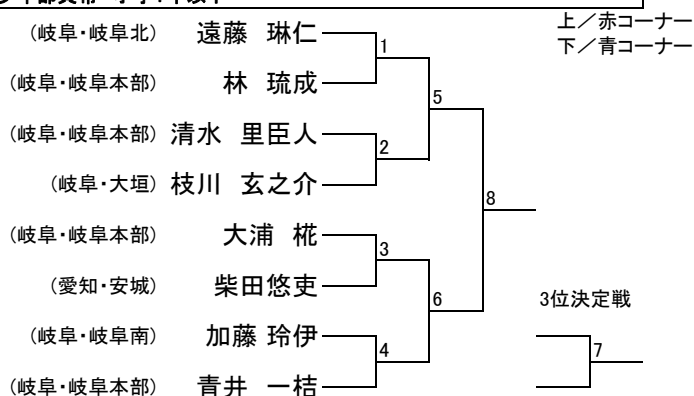 上／赤コーナー
下／青コーナー
（岐阜・岐阜北） 遠藤 琳仁
1
（岐阜・岐阜本部） 林 琉成
5
（岐阜・岐阜本部） 清水 里臣人
2
（岐阜・大垣） 枝川 玄之介
8
（岐阜・岐阜本部） 大浦 椛
3
（愛知・安城） 柴田悠吏
6
3位決定戦
（岐阜・岐阜南） 加藤 玲伊
4
7
（岐阜・岐阜本部） 青井 一桔